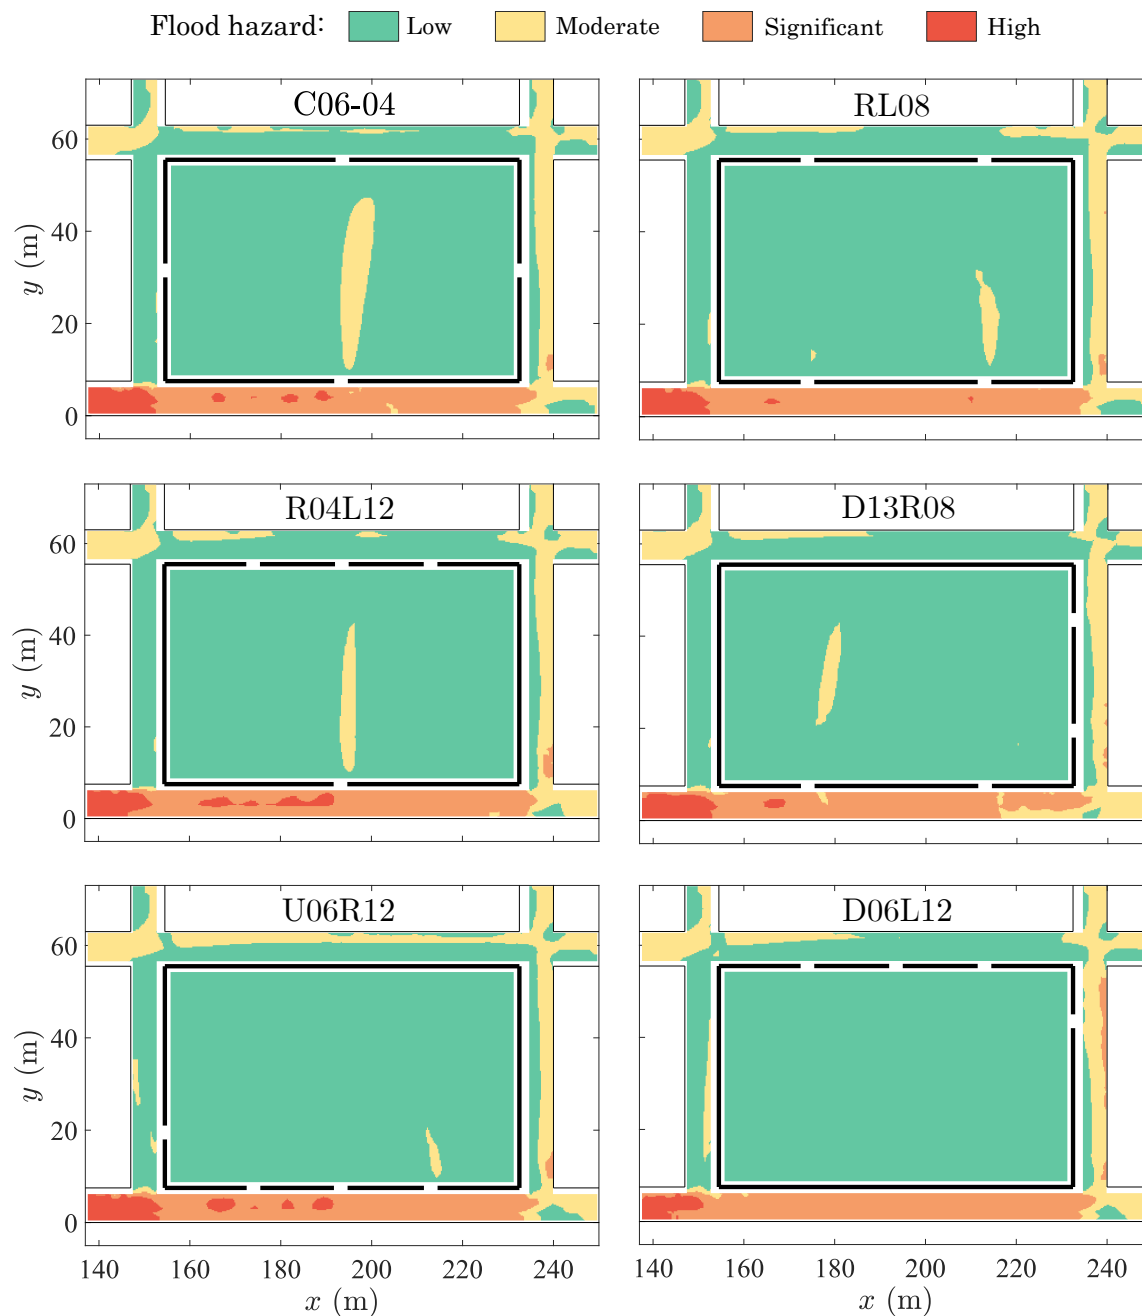 Flood hazard: Low Moderate Significant High
C06-04 RL08
60
40
20
0
y (m)
R04L12 D13R08
60
40
20
0
y (m)
U06R12 D06L12
60
40
20
0
y (m)
140 160 180 200 220 240 140 160 180 200 220 240
x (m) x (m)